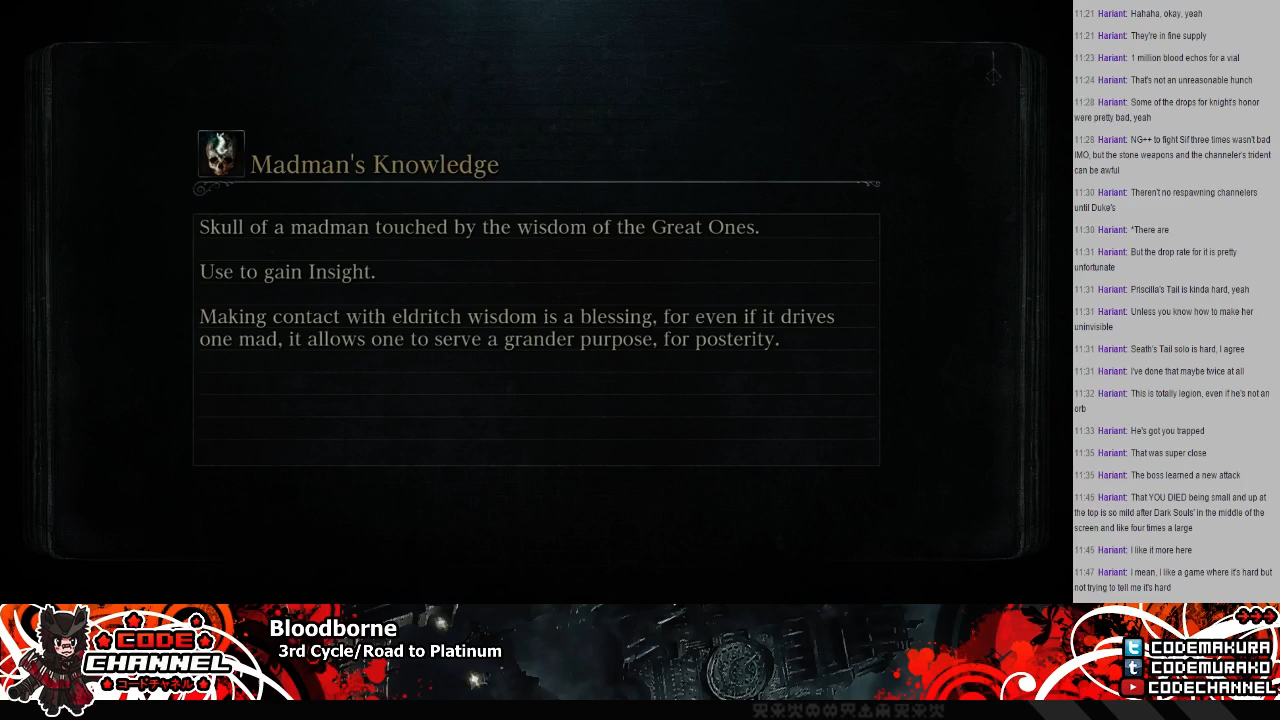 Madman's Knowledge
Skull of a madman touched by the wisdom of the Great Ones.
Use to gain Insight.
Making contact with eldritch wisdom is a blessing, for even if it drives
one mad, it allows one to serve a grander purpose, for posterity.
11:21 Hariant: Hahaha, okay, yeah
11:21 Hariant: They're in fine supply
11:23 Hariant: 1 million blood echos for a vial
11:24 Hariant: That's not an unreasonable hunch
11:28 Hariant: Some of the drops for knight's honor
were pretty bad, yeah
11:28 Hariant: NG++ to fight Sif three times wasn't bad
IMO, but the stone weapons and the channeler's trident
can be awful
11:30 Hariant: Theren't no respawning channelers
until Duke's
11:30 Hariant: *There are
11:31 Hariant: But the drop rate for it is pretty
unfortunate
11:31 Hariant: Priscilla's Tail is kinda hard, yeah
11:31 Hariant: Unless you know how to make her
uninvisible
11:31 Hariant: Seath's Tail solo is hard, I agree
11:31 Hariant: I've done that maybe twice at all
11:32 Hariant: This is totally legion, even if he's not an
orb
11:33 Hariant: He's got you trapped
11:35 Hariant: That was super close
11:35 Hariant: The boss learned a new attack
11:45 Hariant: That YOU DIED being small and up at
the top is so mild after Dark Souls' in the middle of the
screen and like four times a large
11:45 Hariant: I like it more here
11:47 Hariant: I mean, I like a game where it's hard but
not trying to tell me it's hard
CODE
CHANNEL
コードチャンネル
Bloodborne
3rd Cycle/Road to Platinum
CODEMAKURA
CODEMURAKO
CODECHANNEL